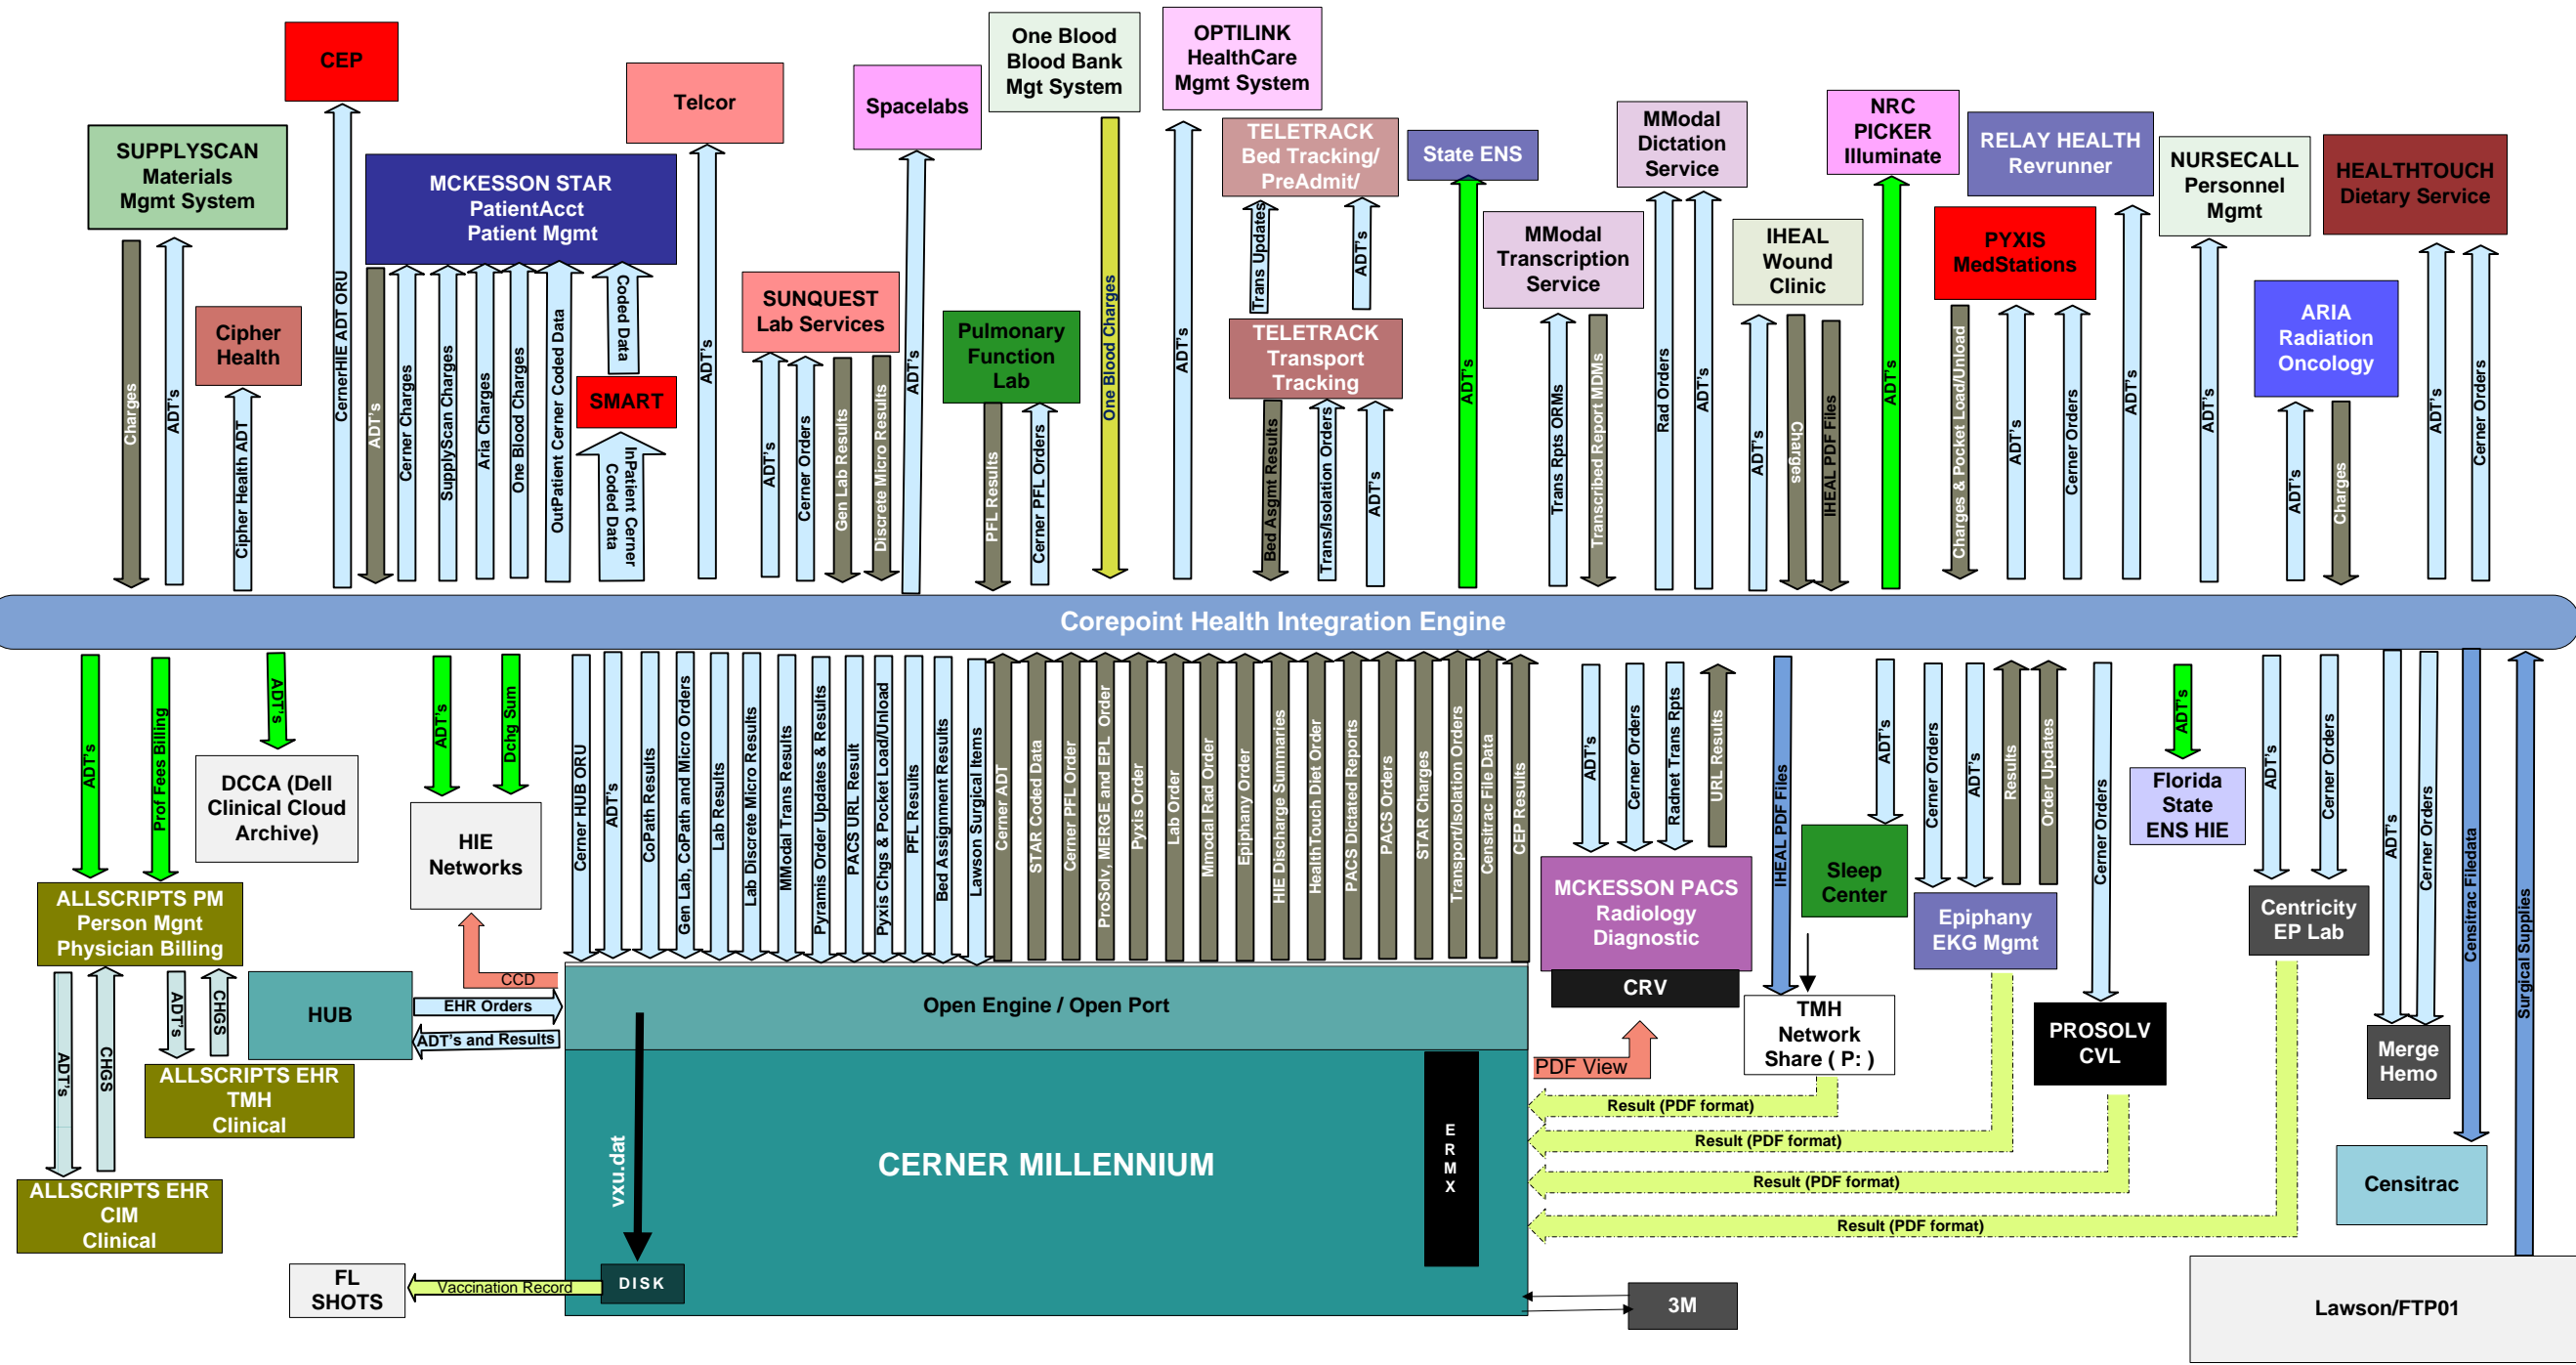 CEP
SUPPLYSCAN
Materials
Mgmt System
Cipher
Health
MCKESSON STAR
PatientAcct
Patient Mgmt
SMART
Telcor
SUNQUEST
Lab Services
Spacelabs
One Blood
Blood Bank
Mgt System
Pulmonary
Function
Lab
OPTILINK
HealthCare
Mgmt System
TELETRACK
Bed Tracking/
PreAdmit/
TELETRACK
Transport
Tracking
State ENS
MModal
Transcription
Service
MModal
Dictation
Service
IHEAL
Wound
Clinic
NRC
PICKER
Illuminate
RELAY HEALTH
Revrunner
PYXIS
MedStations
NURSECALL
Personnel
Mgmt
ARIA
Radiation
Oncology
HEALTHTOUCH
Dietary Service
Charges
ADT's
Cipher Health ADT
CernerHIE ADT ORU
ADT's
Cerner Charges
SupplyScan Charges
Aria Charges
One Blood Charges
OutPatient Cerner Coded Data
Coded Data
InPatient Cerner
Coded Data
ADT's
ADT's
Cerner Orders
Gen Lab Results
Discrete Micro Results
ADT's
PFL Results
Cerner PFL Orders
One Blood Charges
ADT's
Trans Updates
ADT's
Bed Asgmt Results
Trans/Isolation Orders
ADT's
ADT's
Trans Rpts ORMs
Transcribed Report MDMs
Rad Orders
ADT's
ADT's
Charges
IHEAL PDF Files
ADT's
Charges & Pocket Load/Unload
ADT's
Cerner Orders
ADT's
ADT's
ADT's
Charges
ADT's
Cerner Orders
Corepoint Health Integration Engine
ADT's
Prof Fees Billing
ADT's
ADT's
Dchg Sum
Cerner HUB ORU
ADT's
CoPath Results
Gen Lab, CoPath and Micro Orders
Lab Results
Lab Discrete Micro Results
MModal Trans Results
Pyramis Order Updates & Results
PACS URL Result
Pyxis Chgs & Pocket Load/Unload
PFL Results
Bed Assignment Results
Lawson Surgical Items
Cerner ADT
STAR Coded Data
Cerner PFL Order
ProSolv, MERGE and EPL Order
Pyxis Order
Lab Order
Mmodal Rad Order
Epiphany Order
HIE Discharge Summaries
HealthTouch Diet Order
PACS Dictated Reports
PACS Orders
STAR Charges
Transport/Isolation Orders
Censitrac File Data
CEP Results
ADT's
Cerner Orders
Radnet Trans Rpts
URL Results
IHEAL PDF Files
ADT's
Cerner Orders
ADT's
Results
Order Updates
Cerner Orders
ADT's
ADT's
Cerner Orders
ADT's
Cerner Orders
Censitrac Filedata
Surgical Supplies
DCCA (Dell
Clinical Cloud
Archive)
HIE
Networks
ALLSCRIPTS PM
Person Mgnt
Physician Billing
ADT's
CHGS
ADT's
CHGS
ALLSCRIPTS EHR
TMH
Clinical
ALLSCRIPTS EHR
CIM
Clinical
HUB
CCD
EHR Orders
ADT's and Results
Open Engine / Open Port
vxu.dat
CERNER MILLENNIUM
E
R
M
X
DISK
Vaccination Record
FL
SHOTS
3M
MCKESSON PACS
Radiology
Diagnostic
CRV
PDF View
TMH
Network
Share ( P: )
Sleep
Center
Epiphany
EKG Mgmt
PROSOLV
CVL
Florida
State
ENS HIE
Centricity
EP Lab
Merge
Hemo
Censitrac
Result (PDF format)
Result (PDF format)
Result (PDF format)
Result (PDF format)
Lawson/FTP01